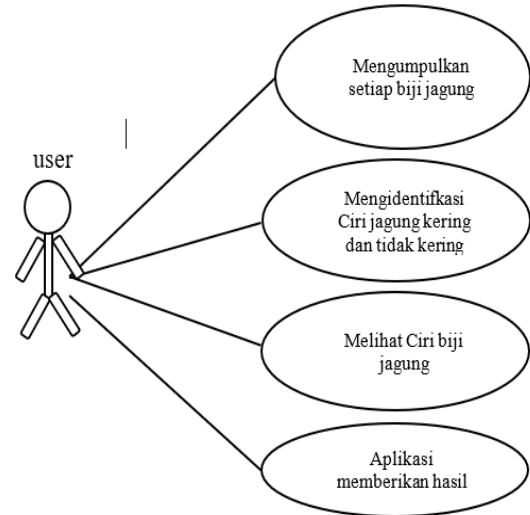 Mengumpulkan
setiap biji jagung
user
Mengidentifkasi
Ciri jagung kering
dan tidak kering
Melihat Ciri biji
jagung
Aplikasi
memberikan hasil